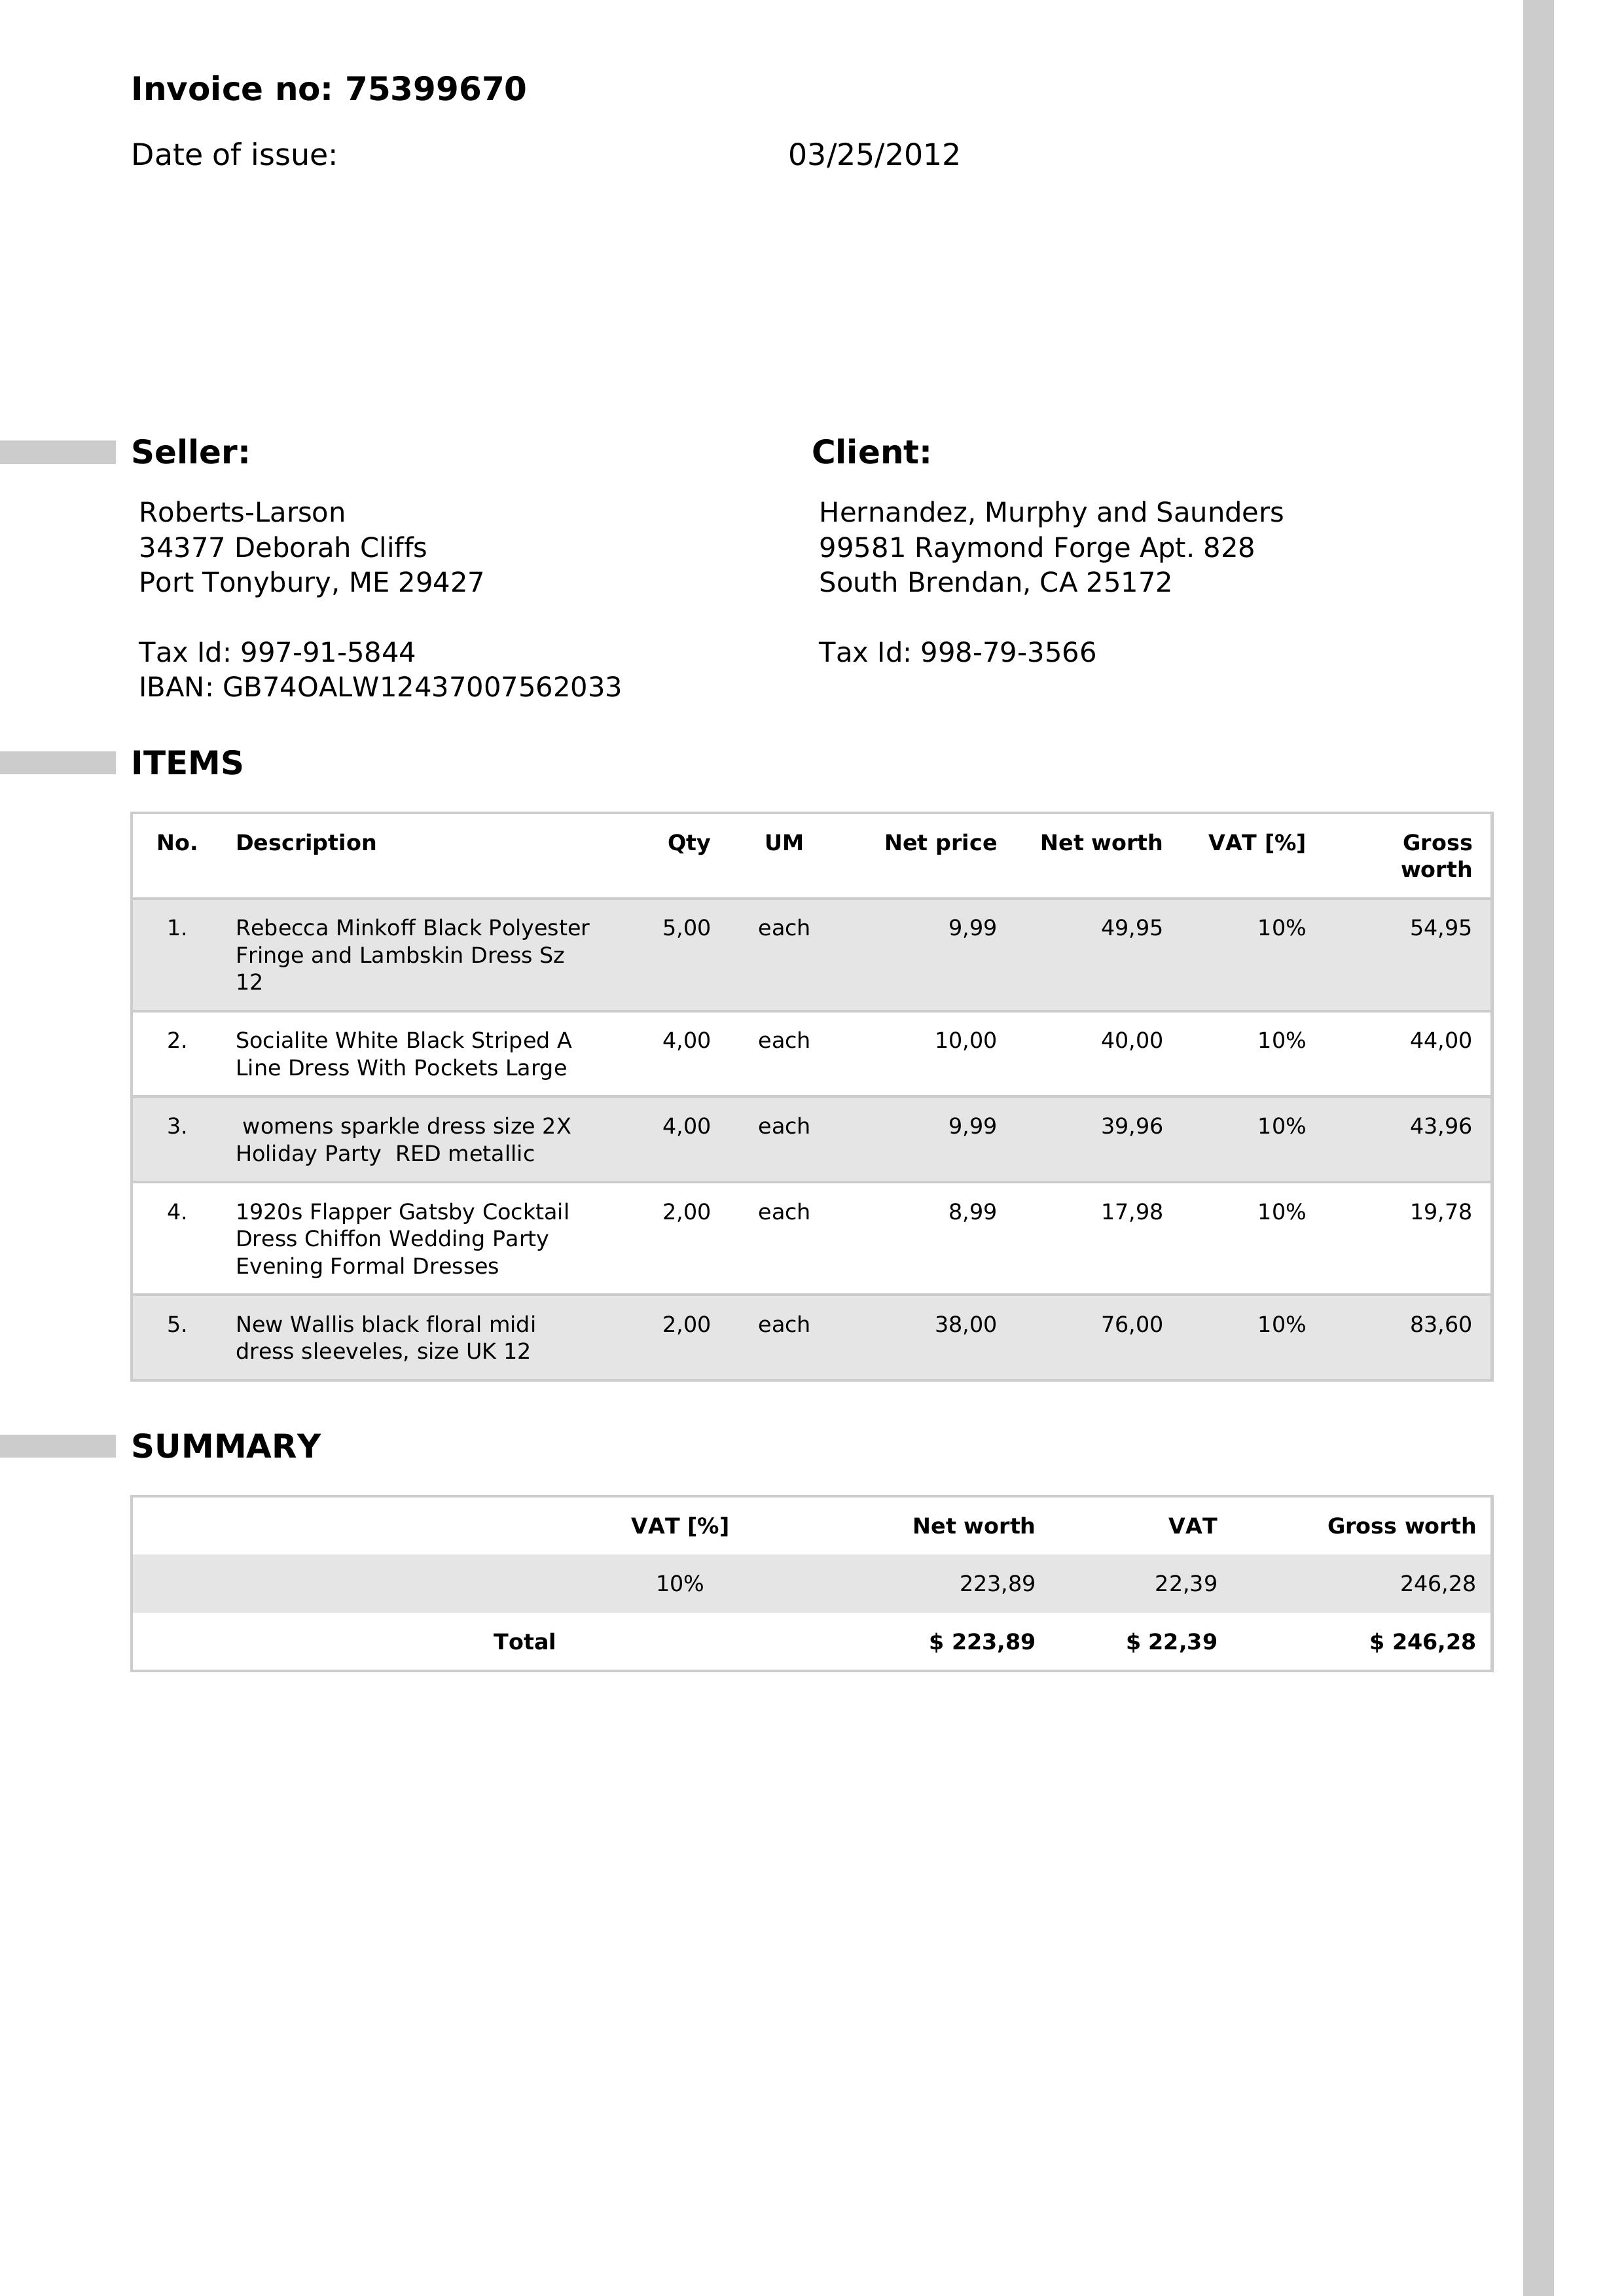 Invoice no: 75399670
Date of issue: 03/25/2012
Seller: Client:
Roberts-Larson Hernandez, Murphy and Saunders
34377 Deborah Cliffs 99581 Raymond Forge Apt. 828
Port Tonybury, ME 29427 South Brendan, CA 25172
Tax Id: 997-91-5844 Tax Id: 998-79-3566
IBAN: GB74OALW12437007562033
ITEMS
No. Description Qty UM Net price Net worth VAT [%] Gross
worth
1. Rebecca Minkoff Black Polyester 5,00 each 9,99 49,95 10% 54,95
Fringe and Lambskin Dress Sz
12
2. Socialite White Black Striped A 4,00 each 10,00 40,00 10% 44,00
Line Dress With Pockets Large
3. womens sparkle dress size 2X 4,00 each 9,99 39,96 10% 43,96
Holiday Party  RED metallic
4. 1920s Flapper Gatsby Cocktail 2,00 each 8,99 17,98 10% 19,78
Dress Chiffon Wedding Party
Evening Formal Dresses
5. New Wallis black floral midi 2,00 each 38,00 76,00 10% 83,60
dress sleeveles, size UK 12
SUMMARY
VAT [%] Net worth VAT Gross worth
10% 223,89 22,39 246,28
Total $ 223,89 $ 22,39 $ 246,28